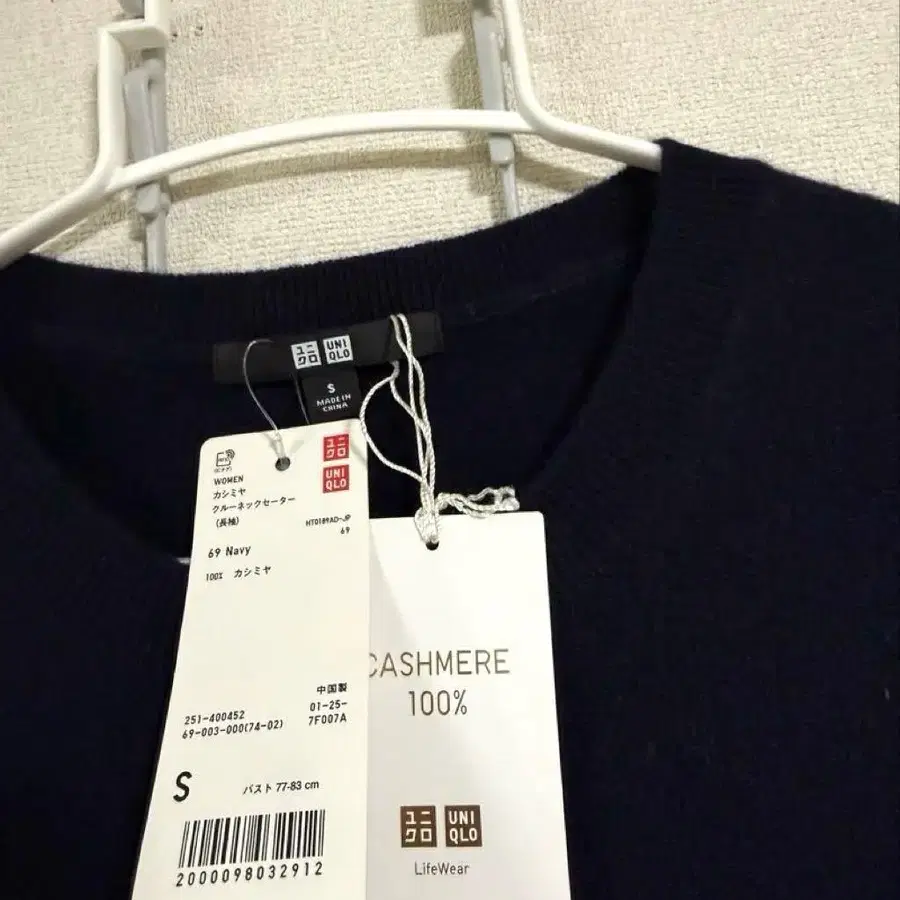 ユニ
クロ
UNI
QLO
S
MADE IN
CHINA
WOMEN
カシミヤ
クルーネックセーター
(長袖)
ユニ
クロ
UNI
QLO
HT0189AD-JP
69
69 Navy
100% カシミヤ
中国製
251-400452
01-25-
69-003-000(74-02)
7F007A
S
バスト 77-83 cm
2000098032912
CASHMERE
100%
ユニ
クロ
UNI
QLO
LifeWear